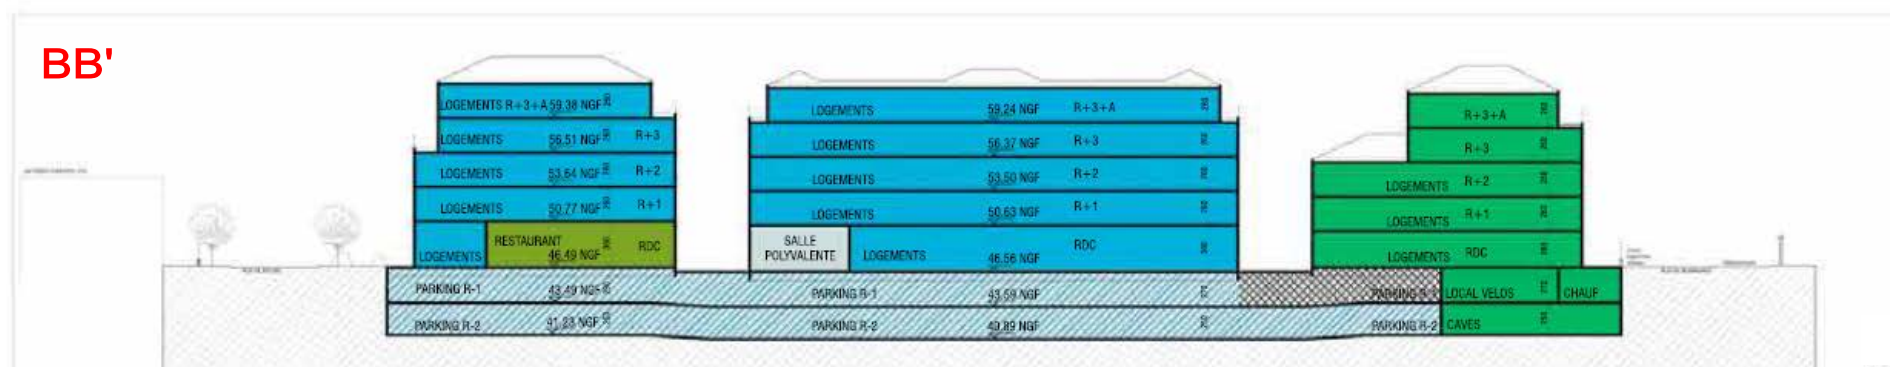 BB'
LOGEMENTS R+3+A 59.38 NGF
LOGEMENTS 56.51 NGF R+3
LOGEMENTS 53.64 NGF R+2
LOGEMENTS 50.77 NGF R+1
LOGEMENTS
RESTAURANT
46.49 NGF
RDC
LOGEMENTS 59.24 NGF R+3+A
LOGEMENTS 56.37 NGF R+3
LOGEMENTS 53.50 NGF R+2
LOGEMENTS 50.63 NGF R+1
SALLE
POLYVALENTE
LOGEMENTS 46.56 NGF RDC
R+3+A
R+3
LOGEMENTS R+2
LOGEMENTS R+1
LOGEMENTS RDC
PARKING R-1 43.49 NGF
PARKING R-1 43.59 NGF
PARKING R-1
LOCAL VELOS
CHAUF
PARKING R-2 41.23 NGF
PARKING R-2 40.89 NGF
PARKING R-2
CAVES